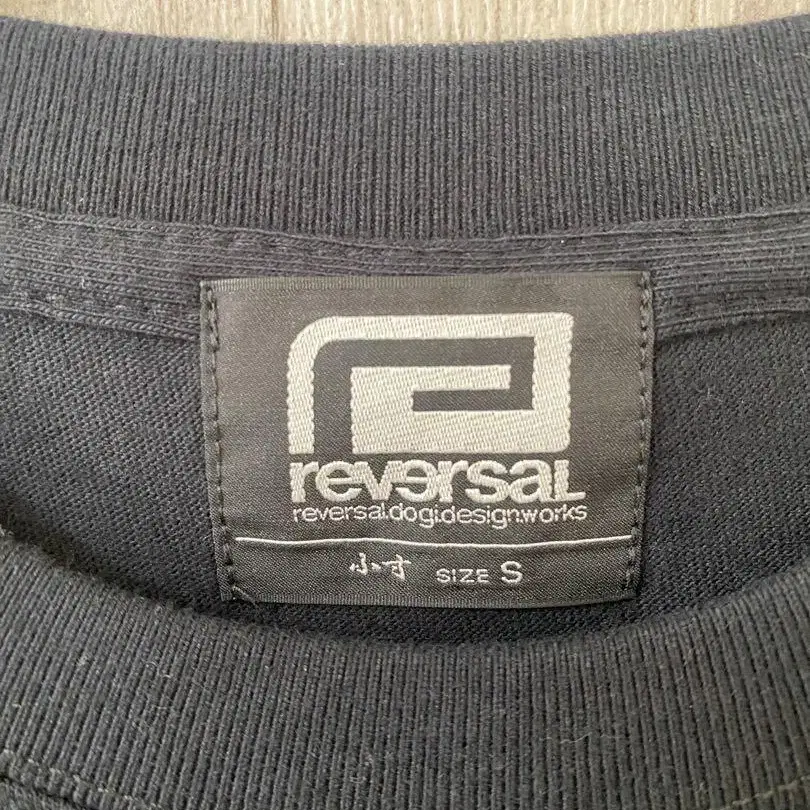 reversal
reversal.dogi.design.works
小寸 SIZE S